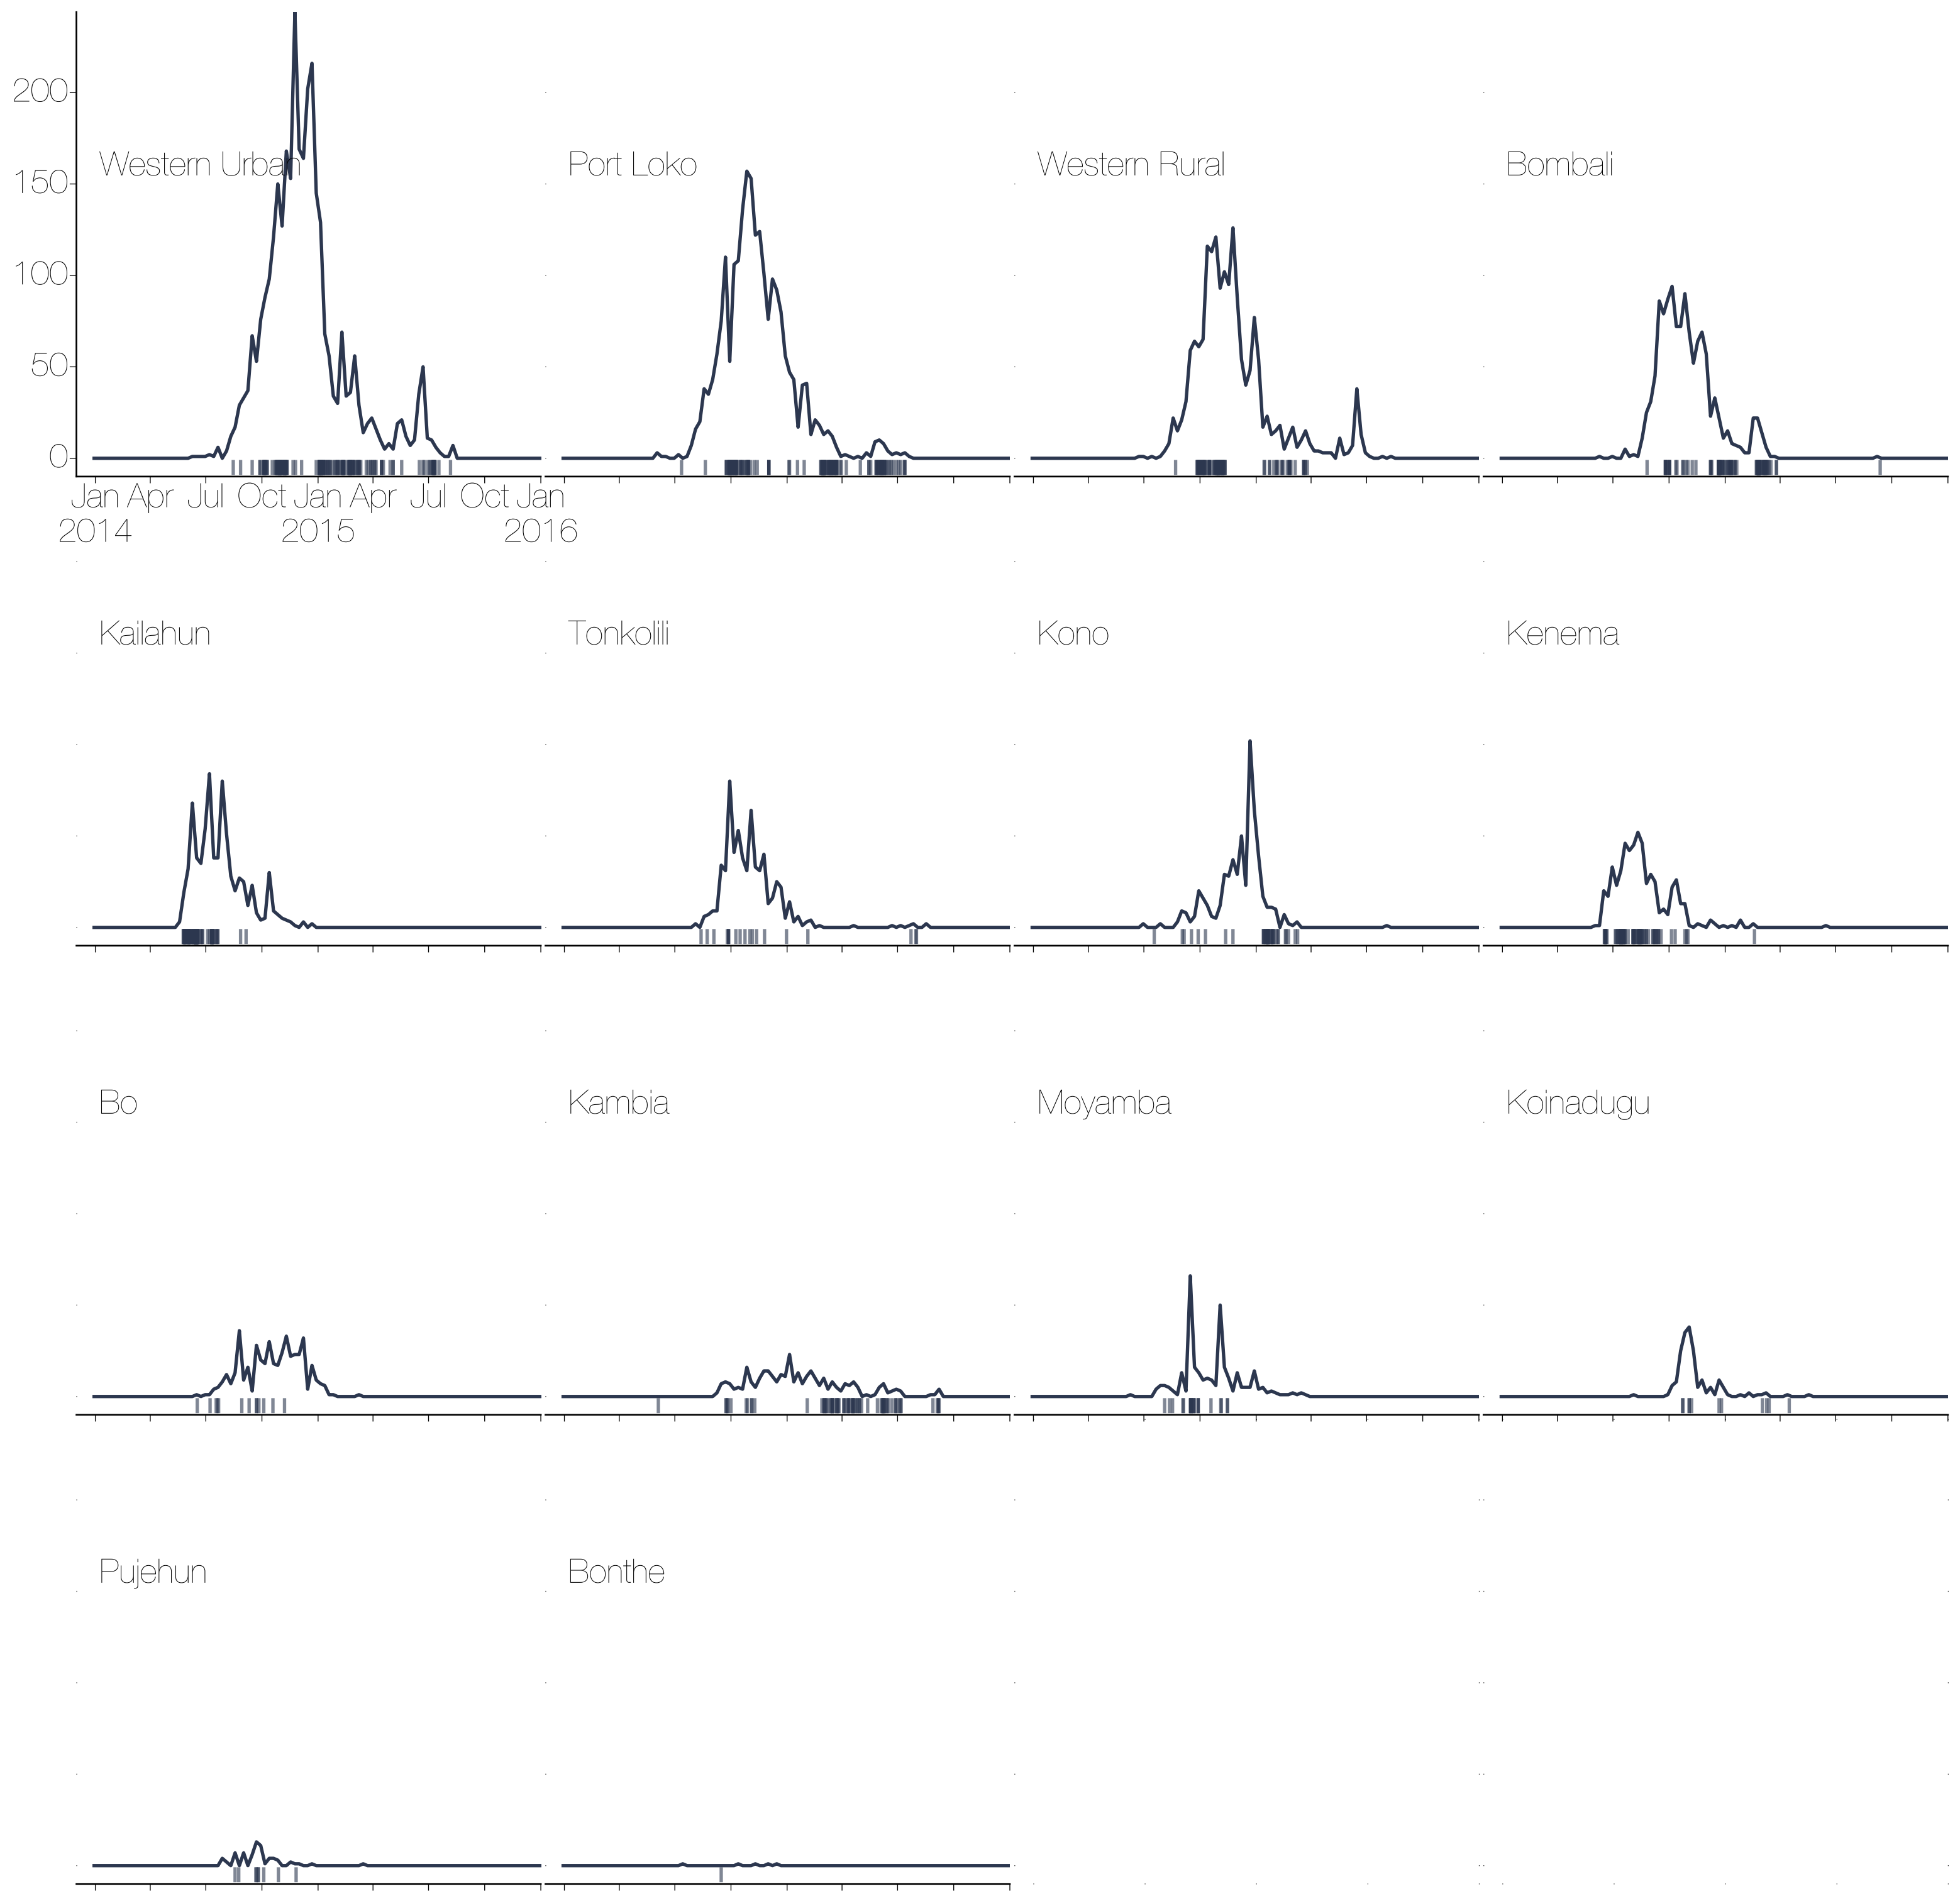 200
Western Urban Port Loko Western Rural Bombali
150
100
50
0
Jan Apr Jul Oct Jan Apr Jul Oct Jan
2014 2015 2016
Kailahun Tonkolili Kono Kenema
Bo Kambia Moyamba Koinadugu
Pujehun Bonthe